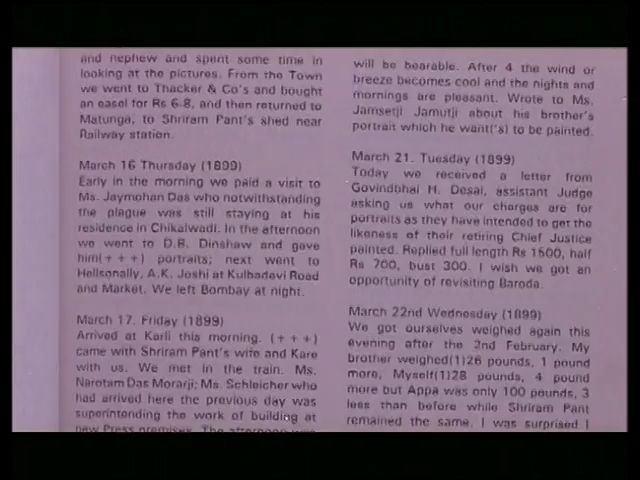 and nephew and spent some time in
looking at the pictures. From the Town
we went to Thacker & Co's and bought
an easel for Rs 6-8, and then returned to
Matunga, to Shriram Pant's shed near
Railway station.
March 16 Thursday (1899)
Early in the morning we paid a visit to
Ms. Jaymohan Das who notwithstanding
the plague was still staying at his
residence in Chikalwadi. In the afternoon
we went to D.B. Dinshaw and gave
him(+++) portraits; next went to
Hellsonally. A.K. Joshi at Kulbadevi Road
and Market. We left Bombay at night.
March 17. Friday (1899)
Arrived at Karli this morning. (+++)
came with Shriram Pant's wife and Kare
with us. We met in the train. Ms.
Narotam Das Morarji; Ms. Schleicher who
had arrived here the previous day was
superintending the work of building at
new Press premises. The afternoon was
will be bearable. After 4 the wind or
breeze becomes cool and the nights and
mornings are pleasant. Wrote to Ms.
Jamsetji Jamutji about his brother's
portrait which he want('s) to be painted.
March 21. Tuesday (1899)
Today we received a letter from
Govindbhai H. Desai, assistant Judge
asking us what our charges are for
portraits as they have intended to get the
likeness of their retiring Chief Justice
painted. Replied full length Rs 1500, half
Rs 700, bust 300. I wish we got an
opportunity of revisiting Baroda.
March 22nd Wednesday (1899)
We got ourselves weighed again this
evening after the 2nd February. My
brother weighed(1)26 pounds, 1 pound
more, Myself(1)28 pounds, 4 pound
more but Appa was only 100 pounds, 3
less than before while Shriram Pant
remained the same. I was surprised I